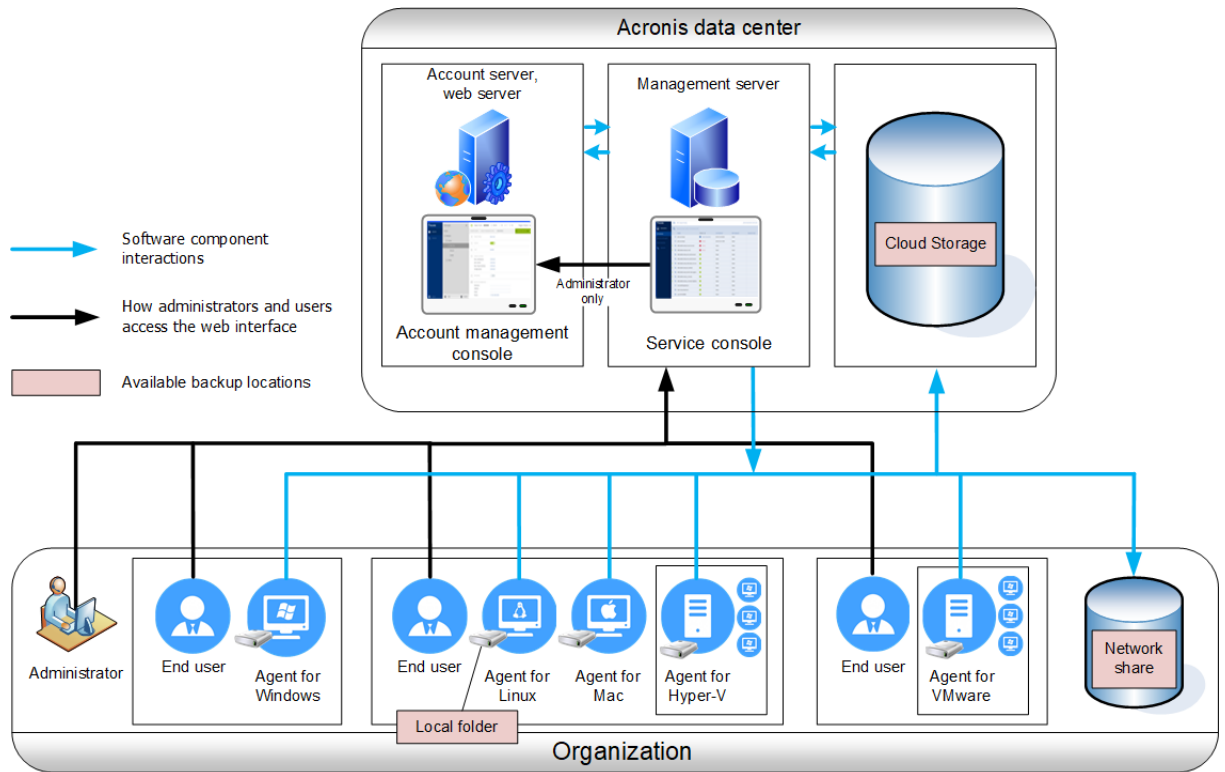 Acronis data center
Account server,
web server
Management server
Cloud Storage
Administrator
only
Account management
console
Service console
Software component
interactions
How administrators and users
access the web interface
Available backup locations
Administrator
End user
Agent for
Windows
End user
Agent for
Linux
Agent for
Mac
Agent for
Hyper-V
End user
Agent for
VMware
Network
share
Local folder
Organization